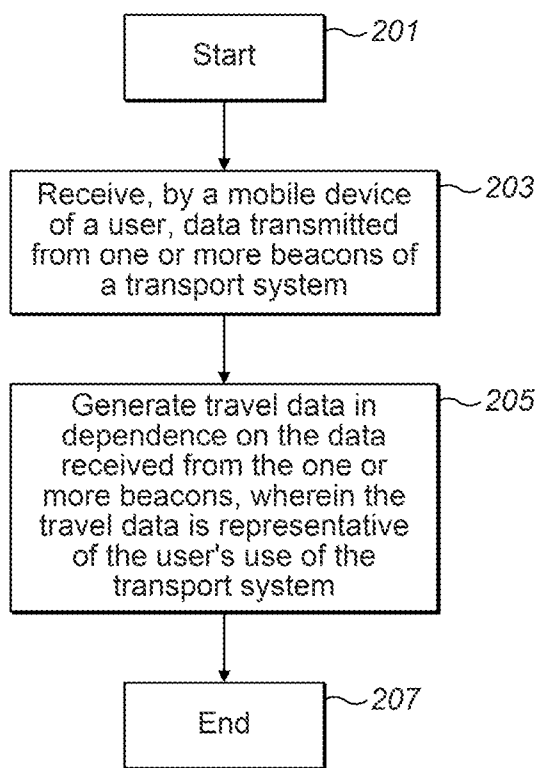 201
Start
203
Receive, by a mobile device
of a user, data transmitted
from one or more beacons of
a transport system
205
Generate travel data in
dependence on the data
received from the one or
more beacons, wherein the
travel data is representative
of the user's use of the
transport system
207
End